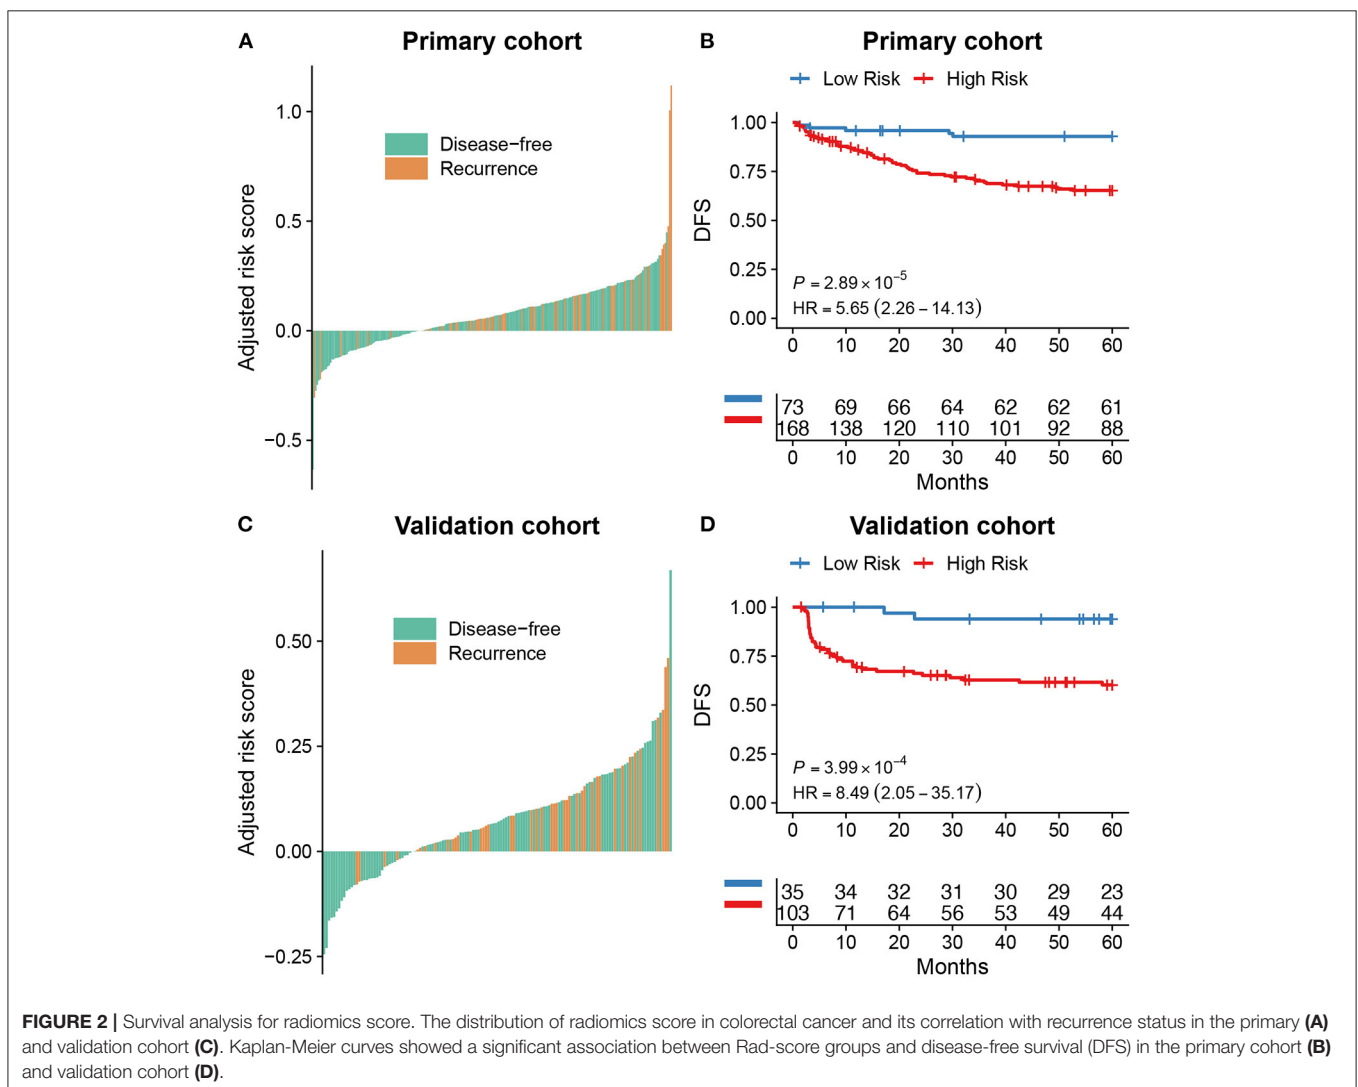 A
Primary cohort
1.0
0.5
0.0
−0.5
Adjusted risk score
Disease−free
Recurrence
B
Primary cohort
Low Risk High Risk
1.00
0.75
0.50
0.25
0.00
DFS
P = 2.89 × 10−5
HR = 5.65 (2.26 − 14.13)
0 10 20 30 40 50 60
73 69 66 64 62 62 61
168 138 120 110 101 92 88
0 10 20 30 40 50 60
Months
C
Validation cohort
0.50
0.25
0.00
−0.25
Adjusted risk score
Disease−free
Recurrence
D
Validation cohort
Low Risk High Risk
1.00
0.75
0.50
0.25
0.00
DFS
P = 3.99 × 10−4
HR = 8.49 (2.05 − 35.17)
0 10 20 30 40 50 60
35 34 32 31 30 29 23
103 71 64 56 53 49 44
0 10 20 30 40 50 60
Months
FIGURE 2 | Survival analysis for radiomics score. The distribution of radiomics score in colorectal cancer and its correlation with recurrence status in the primary (A)
and validation cohort (C). Kaplan-Meier curves showed a significant association between Rad-score groups and disease-free survival (DFS) in the primary cohort (B)
and validation cohort (D).